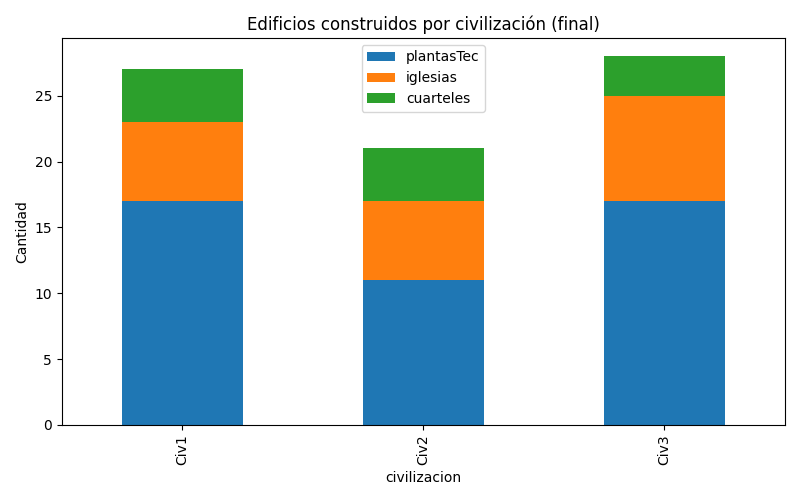 Edificios construidos por civilización (final)
plantasTec
iglesias
cuarteles
Cantidad
25
20
15
10
5
0
Civ1
Civ2
Civ3
civilizacion